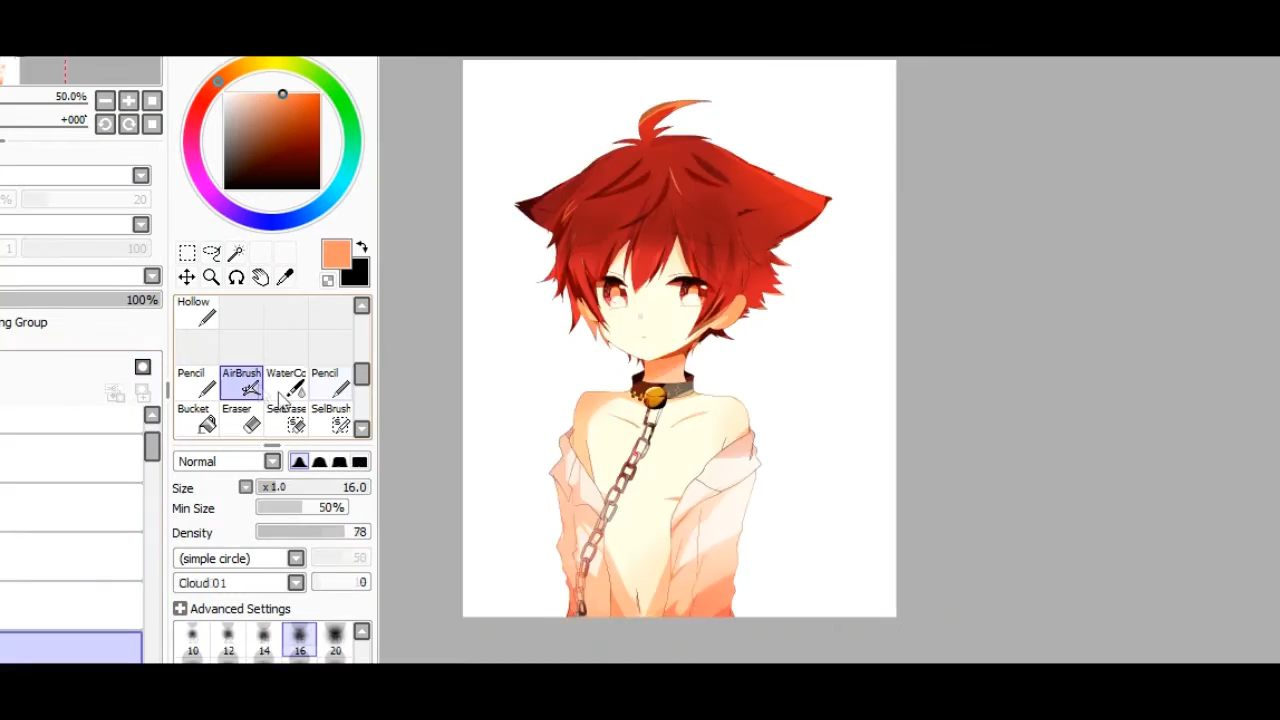 50.0%
+000°
% 20
1 100
100%
ng Group
Hollow
Pencil AirBrush WaterCo Pencil
Bucket Eraser SelErase SelBrush
Normal
Size x 1.0 16.0
Min Size 50%
Density 78
(simple circle) 50
Cloud 01 0
Advanced Settings
10 12 14 16 20